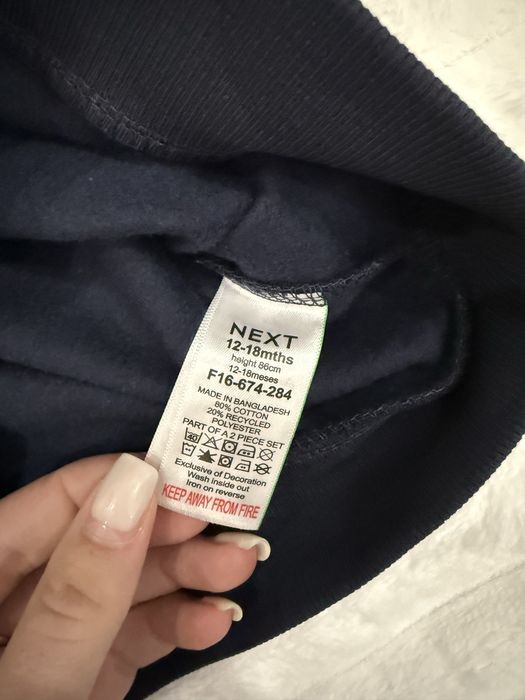 NEXT
12-18mths
height 86cm
12-18meses
F16-674-284
MADE IN BANGLADESH
80% COTTON
20% RECYCLED
POLYESTER
PART OF A 2 PIECE SET
40
Exclusive of Decoration
Wash inside out
Iron on reverse
KEEP AWAY FROM FIRE